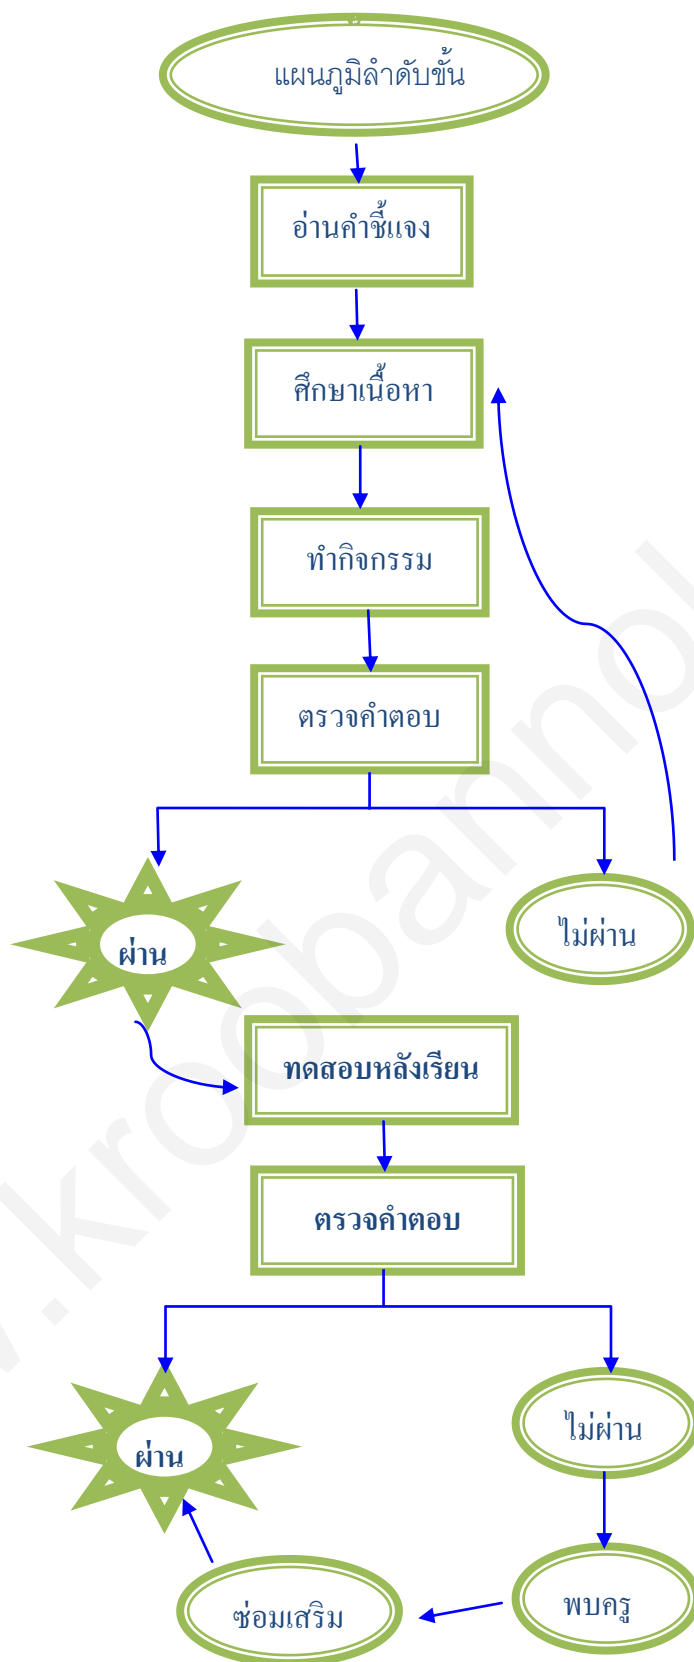 แผนภูมิลำดับขั้น
อ่านคำชี้แจง
ศึกษาเนื้อหา
ทำกิจกรรม
ตรวจคำตอบ
ผ่าน
ไม่ผ่าน
ทดสอบหลังเรียน
ตรวจคำตอบ
ผ่าน
ไม่ผ่าน
พบครู
ซ่อมเสริม